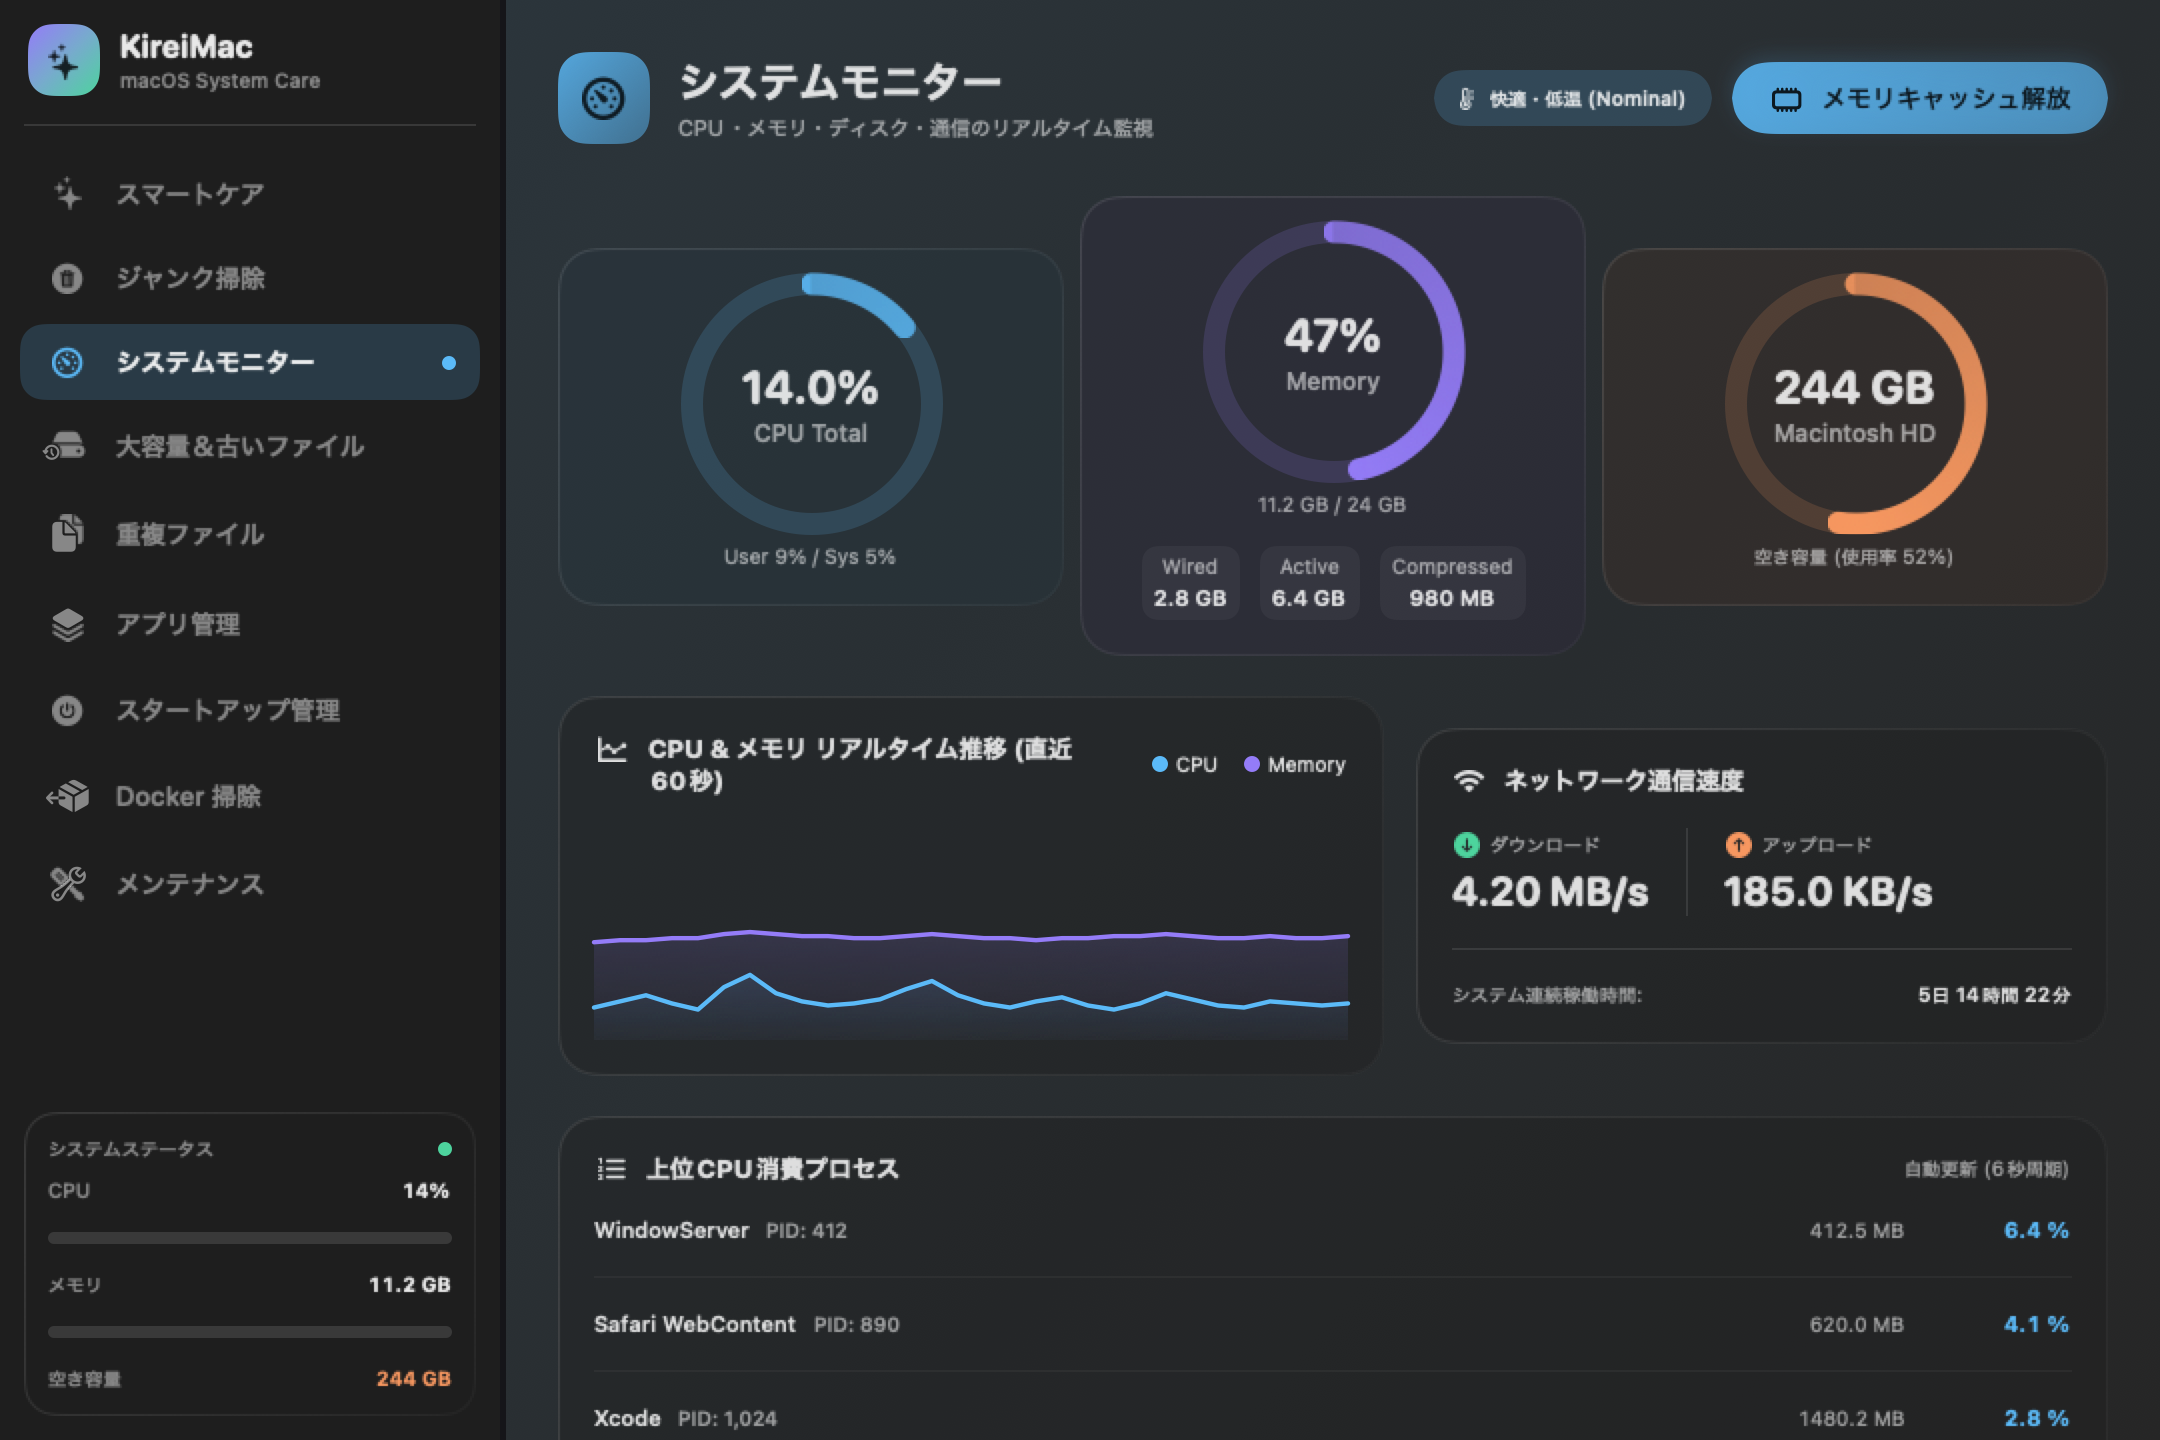 KireiMac
macOS System Care
スマートケア
ジャンク掃除
システムモニター
大容量＆古いファイル
重複ファイル
アプリ管理
スタートアップ管理
Docker 掃除
メンテナンス
システムステータス
CPU 14%
メモリ 11.2 GB
空き容量 244 GB
システムモニター
CPU・メモリ・ディスク・通信のリアルタイム監視
快適・低温 (Nominal)
メモリキャッシュ解放
14.0%
CPU Total
User 9% / Sys 5%
47%
Memory
11.2 GB / 24 GB
Wired
2.8 GB
Active
6.4 GB
Compressed
980 MB
244 GB
Macintosh HD
空き容量 (使用率 52%)
CPU & メモリ リアルタイム推移 (直近
60秒)
CPU
Memory
ネットワーク通信速度
ダウンロード
4.20 MB/s
アップロード
185.0 KB/s
システム連続稼働時間: 5日 14時間 22分
上位CPU消費プロセス 自動更新 (6秒周期)
WindowServer PID: 412 412.5 MB 6.4 %
Safari WebContent PID: 890 620.0 MB 4.1 %
Xcode PID: 1,024 1480.2 MB 2.8 %